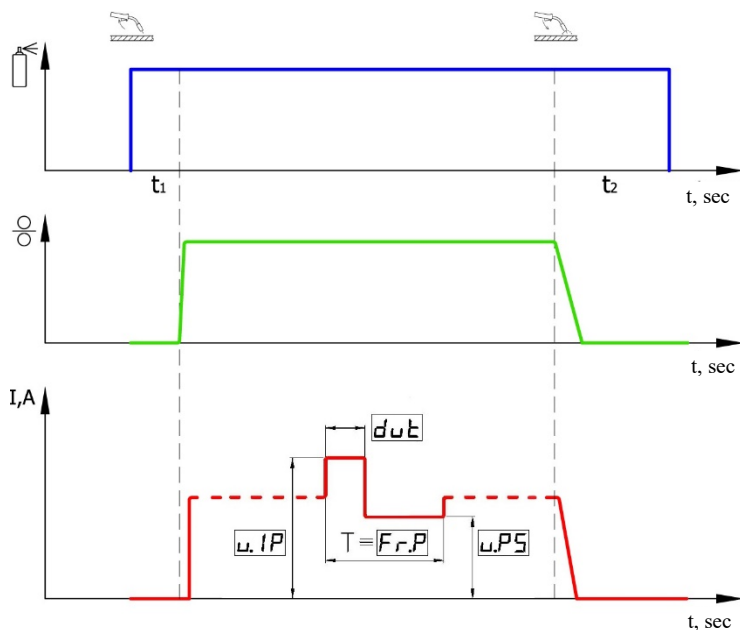 t1
t2
t, sec
t, sec
I,A
dut
u.1P
T = Fr.P
u.PS
t, sec